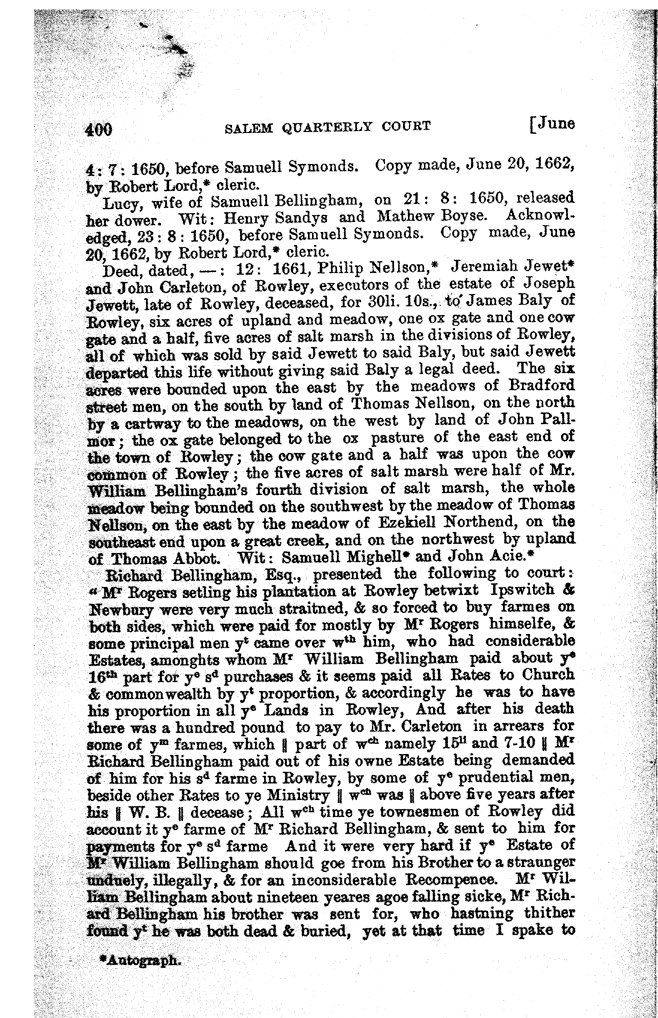 400 SALEM QUARTERLY COURT [June
4: 7: 1650, before Samuell Symonds. Copy made, June 20, 1662,
by Robert Lord,* cleric.
Lucy, wife of Samuell Bellingham, on 21: 8: 1650, released
her dower. Wit: Henry Sandys and Mathew Boyse. Acknowl-
edged, 23: 8: 1650, before Samuell Symonds. Copy made, June
20, 1662, by Robert Lord,* cleric.
Deed, dated, —: 12: 1661, Philip Nellson,* Jeremiah Jewet*
and John Carleton, of Rowley, executors of the estate of Joseph
Jewett, late of Rowley, deceased, for 30li. 10s., to James Baly of
Rowley, six acres of upland and meadow, one ox gate and one cow
gate and a half, five acres of salt marsh in the divisions of Rowley,
all of which was sold by said Jewett to said Baly, but said Jewett
departed this life without giving said Baly a legal deed. The six
acres were bounded upon the east by the meadows of Bradford
street men, on the south by land of Thomas Nellson, on the north
by a cartway to the meadows, on the west by land of John Pall-
mor; the ox gate belonged to the ox pasture of the east end of
the town of Rowley; the cow gate and a half was upon the cow
common of Rowley; the five acres of salt marsh were half of Mr.
William Bellingham's fourth division of salt marsh, the whole
meadow being bounded on the southwest by the meadow of Thomas
Nellson, on the east by the meadow of Ezekiell Northend, on the
southeast end upon a great creek, and on the northwest by upland
of Thomas Abbot. Wit: Samuell Mighell* and John Acie.*
Richard Bellingham, Esq., presented the following to court:
"Mʳ Rogers setling his plantation at Rowley betwixt Ipswitch &
Newbury were very much straitned, & so forced to buy farmes on
both sides, which were paid for mostly by Mʳ Rogers himselfe, &
some principal men yᵗ came over wᵗʰ him, who had considerable
Estates, amonghts whom Mʳ William Bellingham paid about yᵉ
16ᵗʰ part for yᵉ sᵈ purchases & it seems paid all Rates to Church
& commonwealth by yᵗ proportion, & accordingly he was to have
his proportion in all yᵉ Lands in Rowley, And after his death
there was a hundred pound to pay to Mr. Carleton in arrears for
some of yᵐ farmes, which ‖ part of wᶜʰ namely 15ˡⁱ and 7-10 ‖ Mʳ
Richard Bellingham paid out of his owne Estate being demanded
of him for his sᵈ farme in Rowley, by some of yᵉ prudential men,
beside other Rates to ye Ministry ‖ wᶜʰ was ‖ above five years after
his ‖ W. B. ‖ decease; All wᶜʰ time ye townesmen of Rowley did
account it yᵉ farme of Mʳ Richard Bellingham, & sent to him for
payments for yᵉ sᵈ farme And it were very hard if yᵉ Estate of
Mʳ William Bellingham should goe from his Brother to a straunger
unduely, illegally, & for an inconsiderable Recompence. Mʳ Wil-
liam Bellingham about nineteen yeares agoe falling sicke, Mʳ Rich-
ard Bellingham his brother was sent for, who hastning thither
found yᵗ he was both dead & buried, yet at that time I spake to
*Autograph.